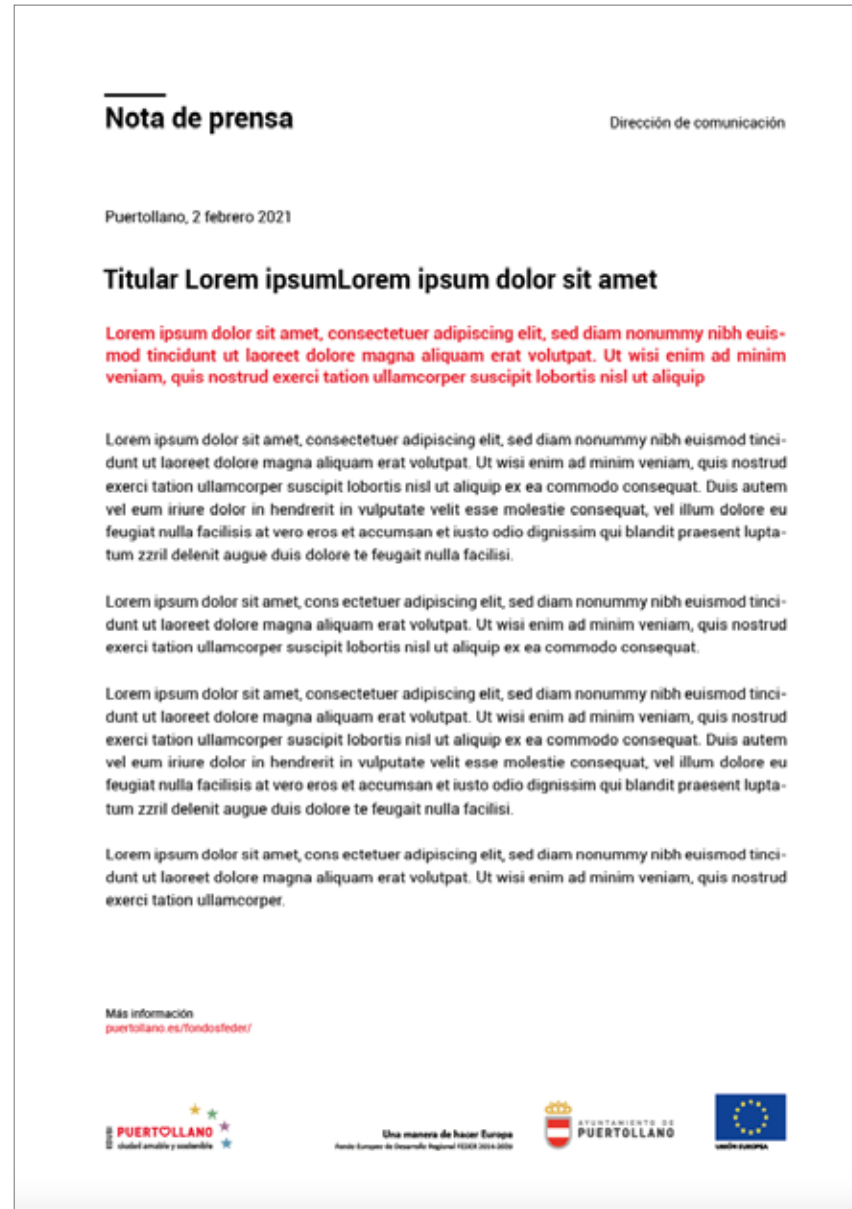 Nota de prensa
Dirección de comunicación
Puertollano, 2 febrero 2021
Titular Lorem ipsumLorem ipsum dolor sit amet
Lorem ipsum dolor sit amet, consectetuer adipiscing elit, sed diam nonummy nibh euis-
mod tincidunt ut laoreet dolore magna aliquam erat volutpat. Ut wisi enim ad minim
veniam, quis nostrud exerci tation ullamcorper suscipit lobortis nisl ut aliquip
Lorem ipsum dolor sit amet, consectetuer adipiscing elit, sed diam nonummy nibh euismod tinci-
dunt ut laoreet dolore magna aliquam erat volutpat. Ut wisi enim ad minim veniam, quis nostrud
exerci tation ullamcorper suscipit lobortis nisl ut aliquip ex ea commodo consequat. Duis autem
vel eum iriure dolor in hendrerit in vulputate velit esse molestie consequat, vel illum dolore eu
feugiat nulla facilisis at vero eros et accumsan et iusto odio dignissim qui blandit praesent lupta-
tum zzril delenit augue duis dolore te feugait nulla facilisi.
Lorem ipsum dolor sit amet, cons ectetuer adipiscing elit, sed diam nonummy nibh euismod tinci-
dunt ut laoreet dolore magna aliquam erat volutpat. Ut wisi enim ad minim veniam, quis nostrud
exerci tation ullamcorper suscipit lobortis nisl ut aliquip ex ea commodo consequat.
Lorem ipsum dolor sit amet, consectetuer adipiscing elit, sed diam nonummy nibh euismod tinci-
dunt ut laoreet dolore magna aliquam erat volutpat. Ut wisi enim ad minim veniam, quis nostrud
exerci tation ullamcorper suscipit lobortis nisl ut aliquip ex ea commodo consequat. Duis autem
vel eum iriure dolor in hendrerit in vulputate velit esse molestie consequat, vel illum dolore eu
feugiat nulla facilisis at vero eros et accumsan et iusto odio dignissim qui blandit praesent lupta-
tum zzril delenit augue duis dolore te feugait nulla facilisi.
Lorem ipsum dolor sit amet, cons ectetuer adipiscing elit, sed diam nonummy nibh euismod tinci-
dunt ut laoreet dolore magna aliquam erat volutpat. Ut wisi enim ad minim veniam, quis nostrud
exerci tation ullamcorper.
Más información
puertollano.es/fondosfeder/
EDUSI
PUERTOLLANO
ciudad amable y sostenible
Una manera de hacer Europa
Fondo Europeo de Desarrollo Regional FEDER 2014-2020
AYUNTAMIENTO DE
PUERTOLLANO
UNIÓN EUROPEA